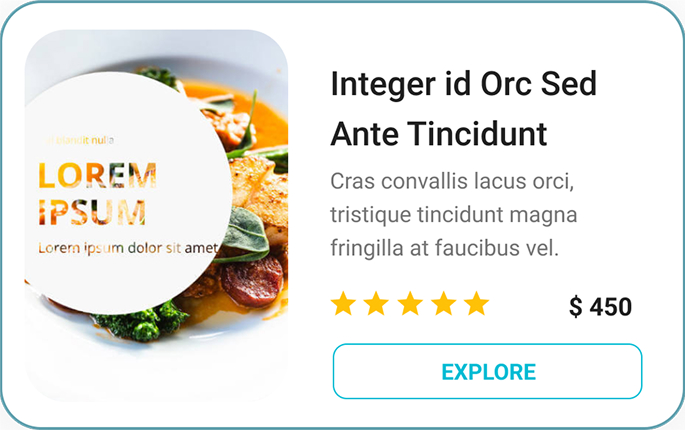 blandit nulla
LOREM
IPSUM
Lorem ipsum dolor sit amet
Integer id Orc Sed
Ante Tincidunt
Cras convallis lacus orci,
tristique tincidunt magna
fringilla at faucibus vel.
$ 450
EXPLORE